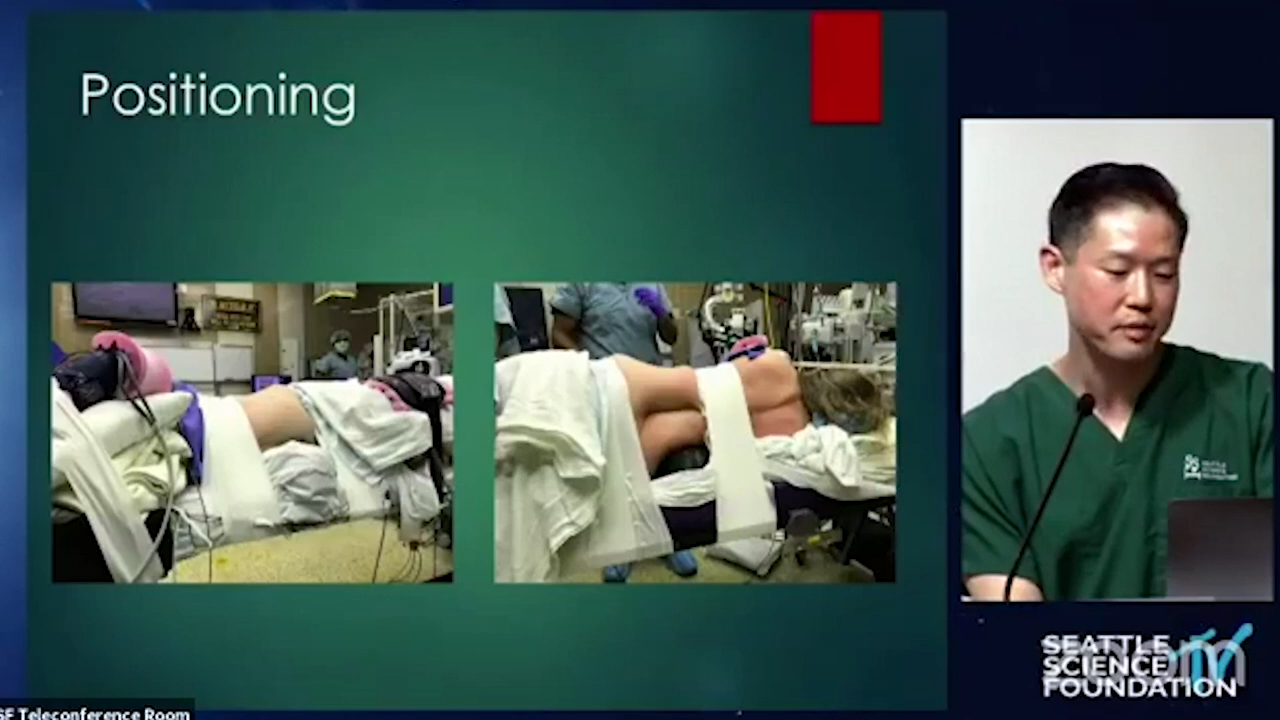 Positioning
SEATTLE
SCIENCE
FOUNDATION
SF Teleconference Room